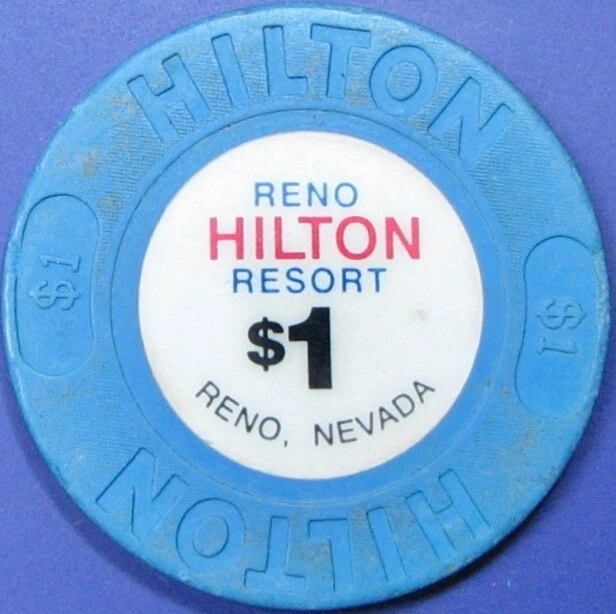 HILTON
$1
RENO
HILTON
RESORT
$1
RENO, NEVADA
$1
HILTON